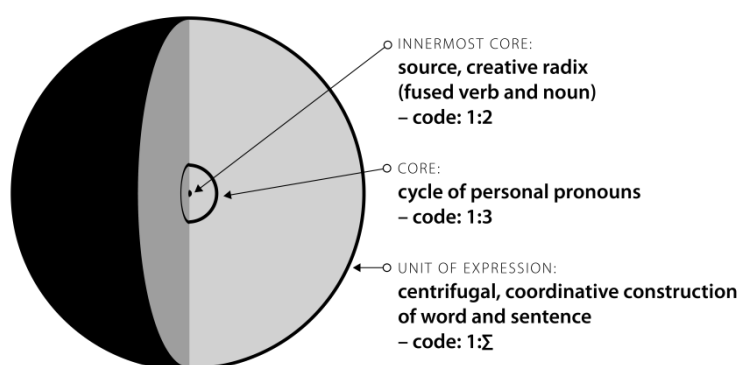 INNERMOST CORE:
source, creative radix
(fused verb and noun)
– code: 1:2
CORE:
cycle of personal pronouns
– code: 1:3
UNIT OF EXPRESSION:
centrifugal, coordinative construction
of word and sentence
– code: 1:∑